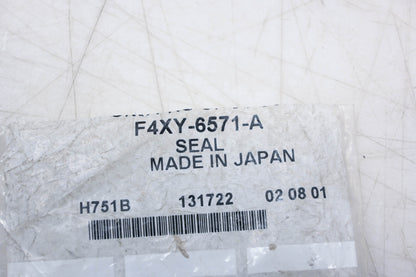 F4XY-6571-A
SEAL
MADE IN JAPAN
H751B 131722 02 08 01